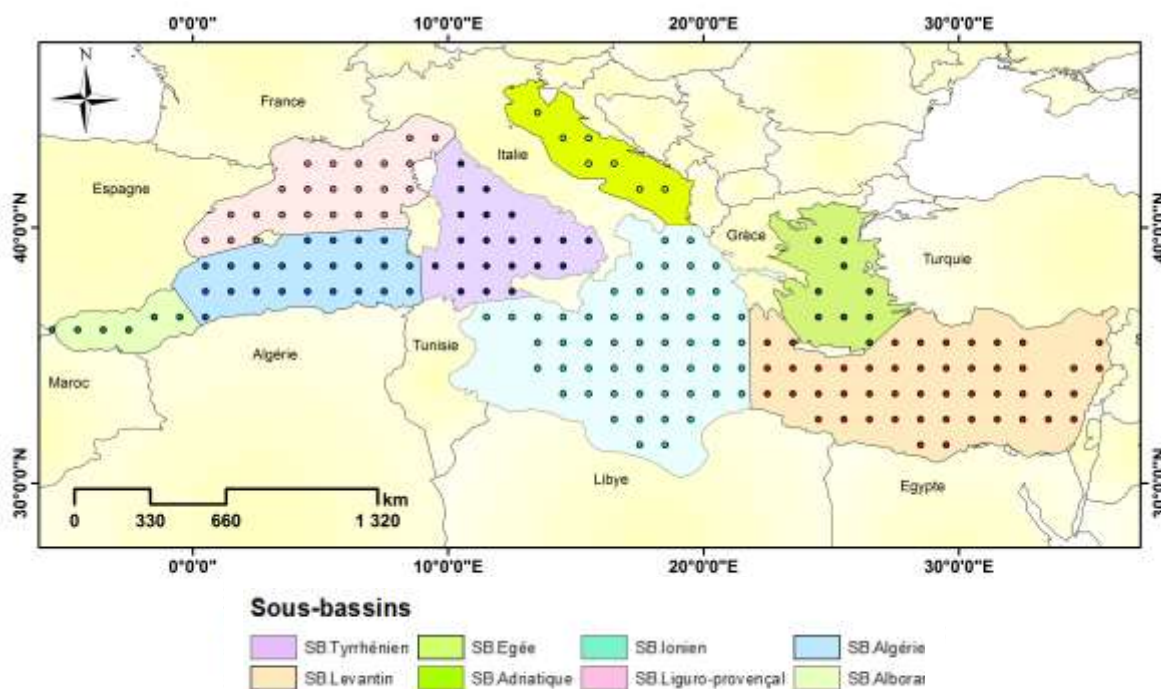 0°0'0" 10°0'0"E 20°0'0"E 30°0'0"E
N
France
Italie
Espagne
40°0'0"N
40°0'0"N
Grèce
Turquie
Algérie
Tunisie
Maroc
S
Libye
Egypte
30°0'0"N
30°0'0"N
km
0 330 660 1 320
0°0'0" 10°0'0"E 20°0'0"E 30°0'0"E
Sous-bassins
SB.Tyrrhénien SB.Egée SB.Ionien SB.Algérie
SB.Levantin SB.Adriatique SB.Liguro-provençal SB.Alboran